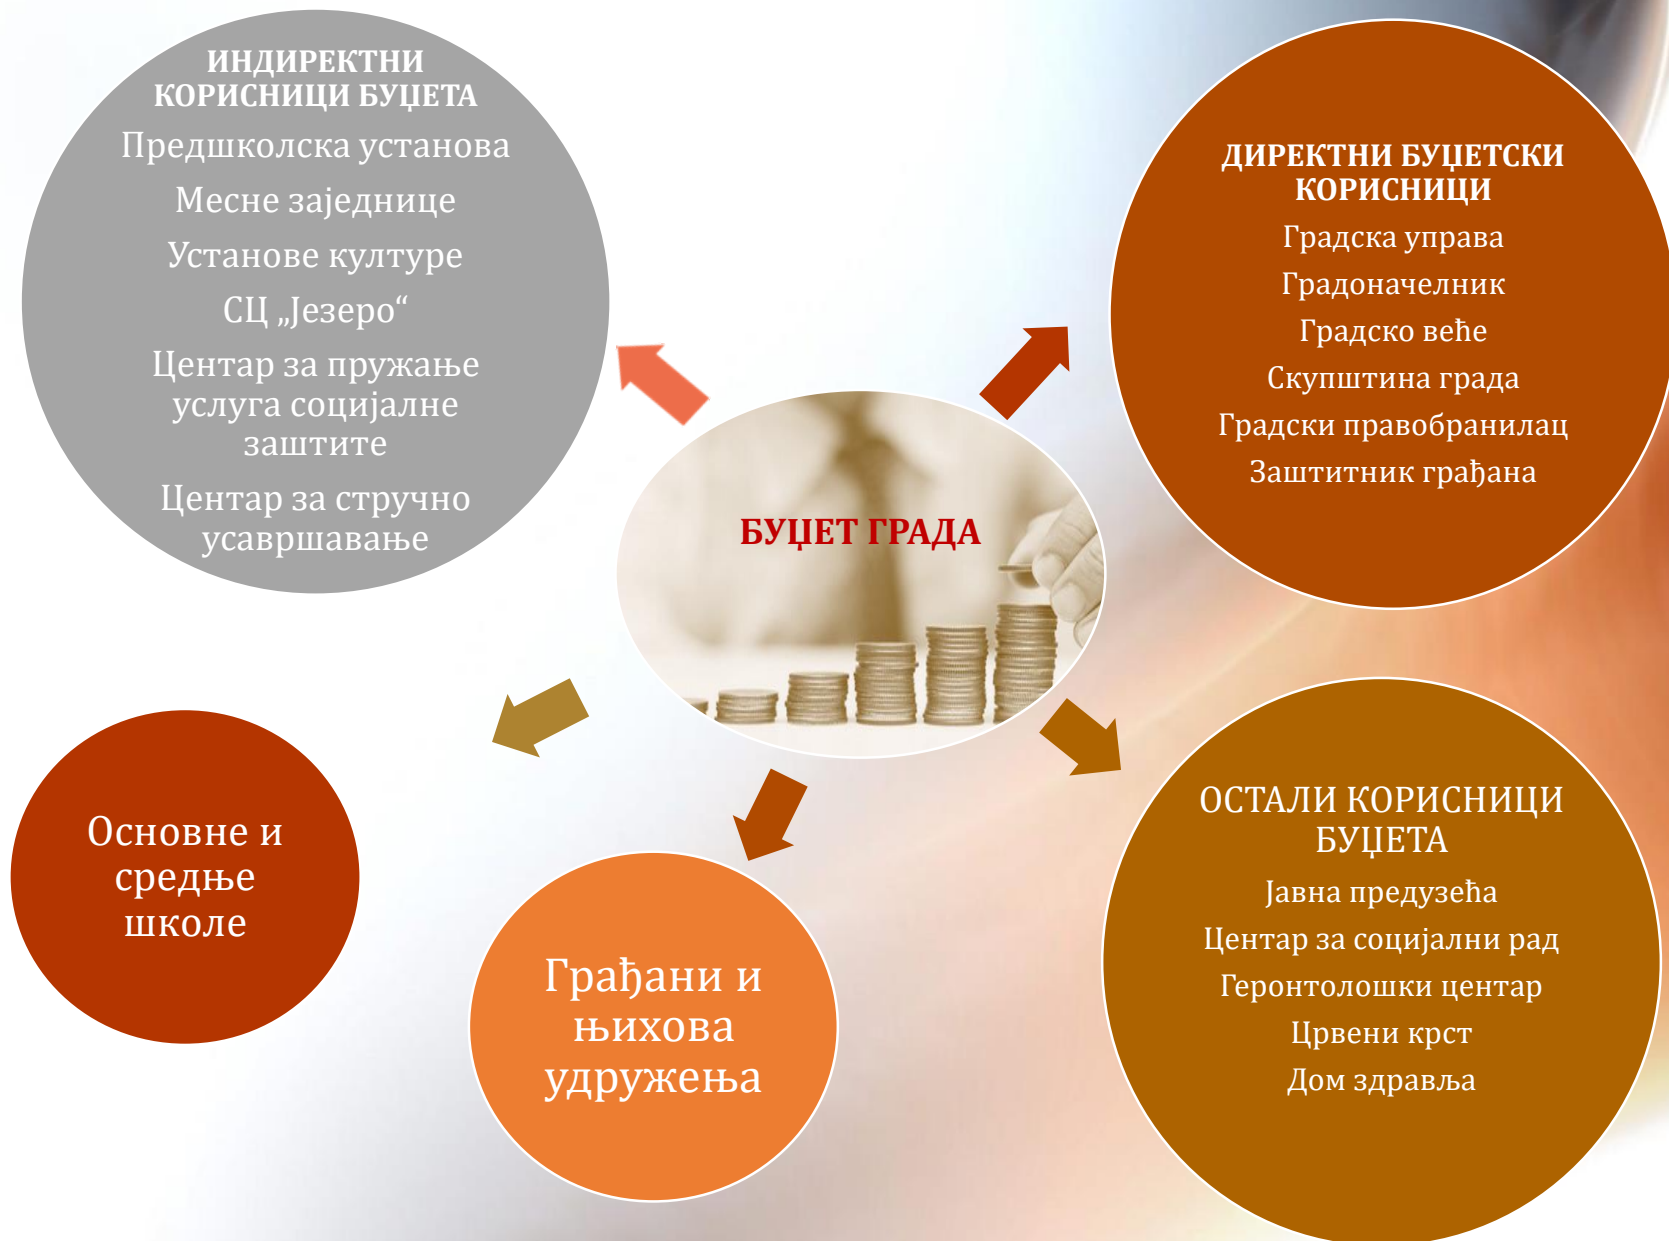 ИНДИРЕКТНИ
КОРИСНИЦИ БУЏЕТА
Предшколска установа
Месне заједнице
Установе културе
СЦ „Језеро“
Центар за пружање
услуга социјалне
заштите
Центар за стручно
усавршавање
ДИРЕКТНИ БУЏЕТСКИ
КОРИСНИЦИ
Градска управа
Градоначелник
Градско веће
Скупштина града
Градски правобранилац
Заштитник грађана
БУЏЕТ ГРАДА
Основне и
средње
школе
Грађани и
њихова
удружења
ОСТАЛИ КОРИСНИЦИ
БУЏЕТА
Јавна предузећа
Центар за социјални рад
Геронтолошки центар
Црвени крст
Дом здравља